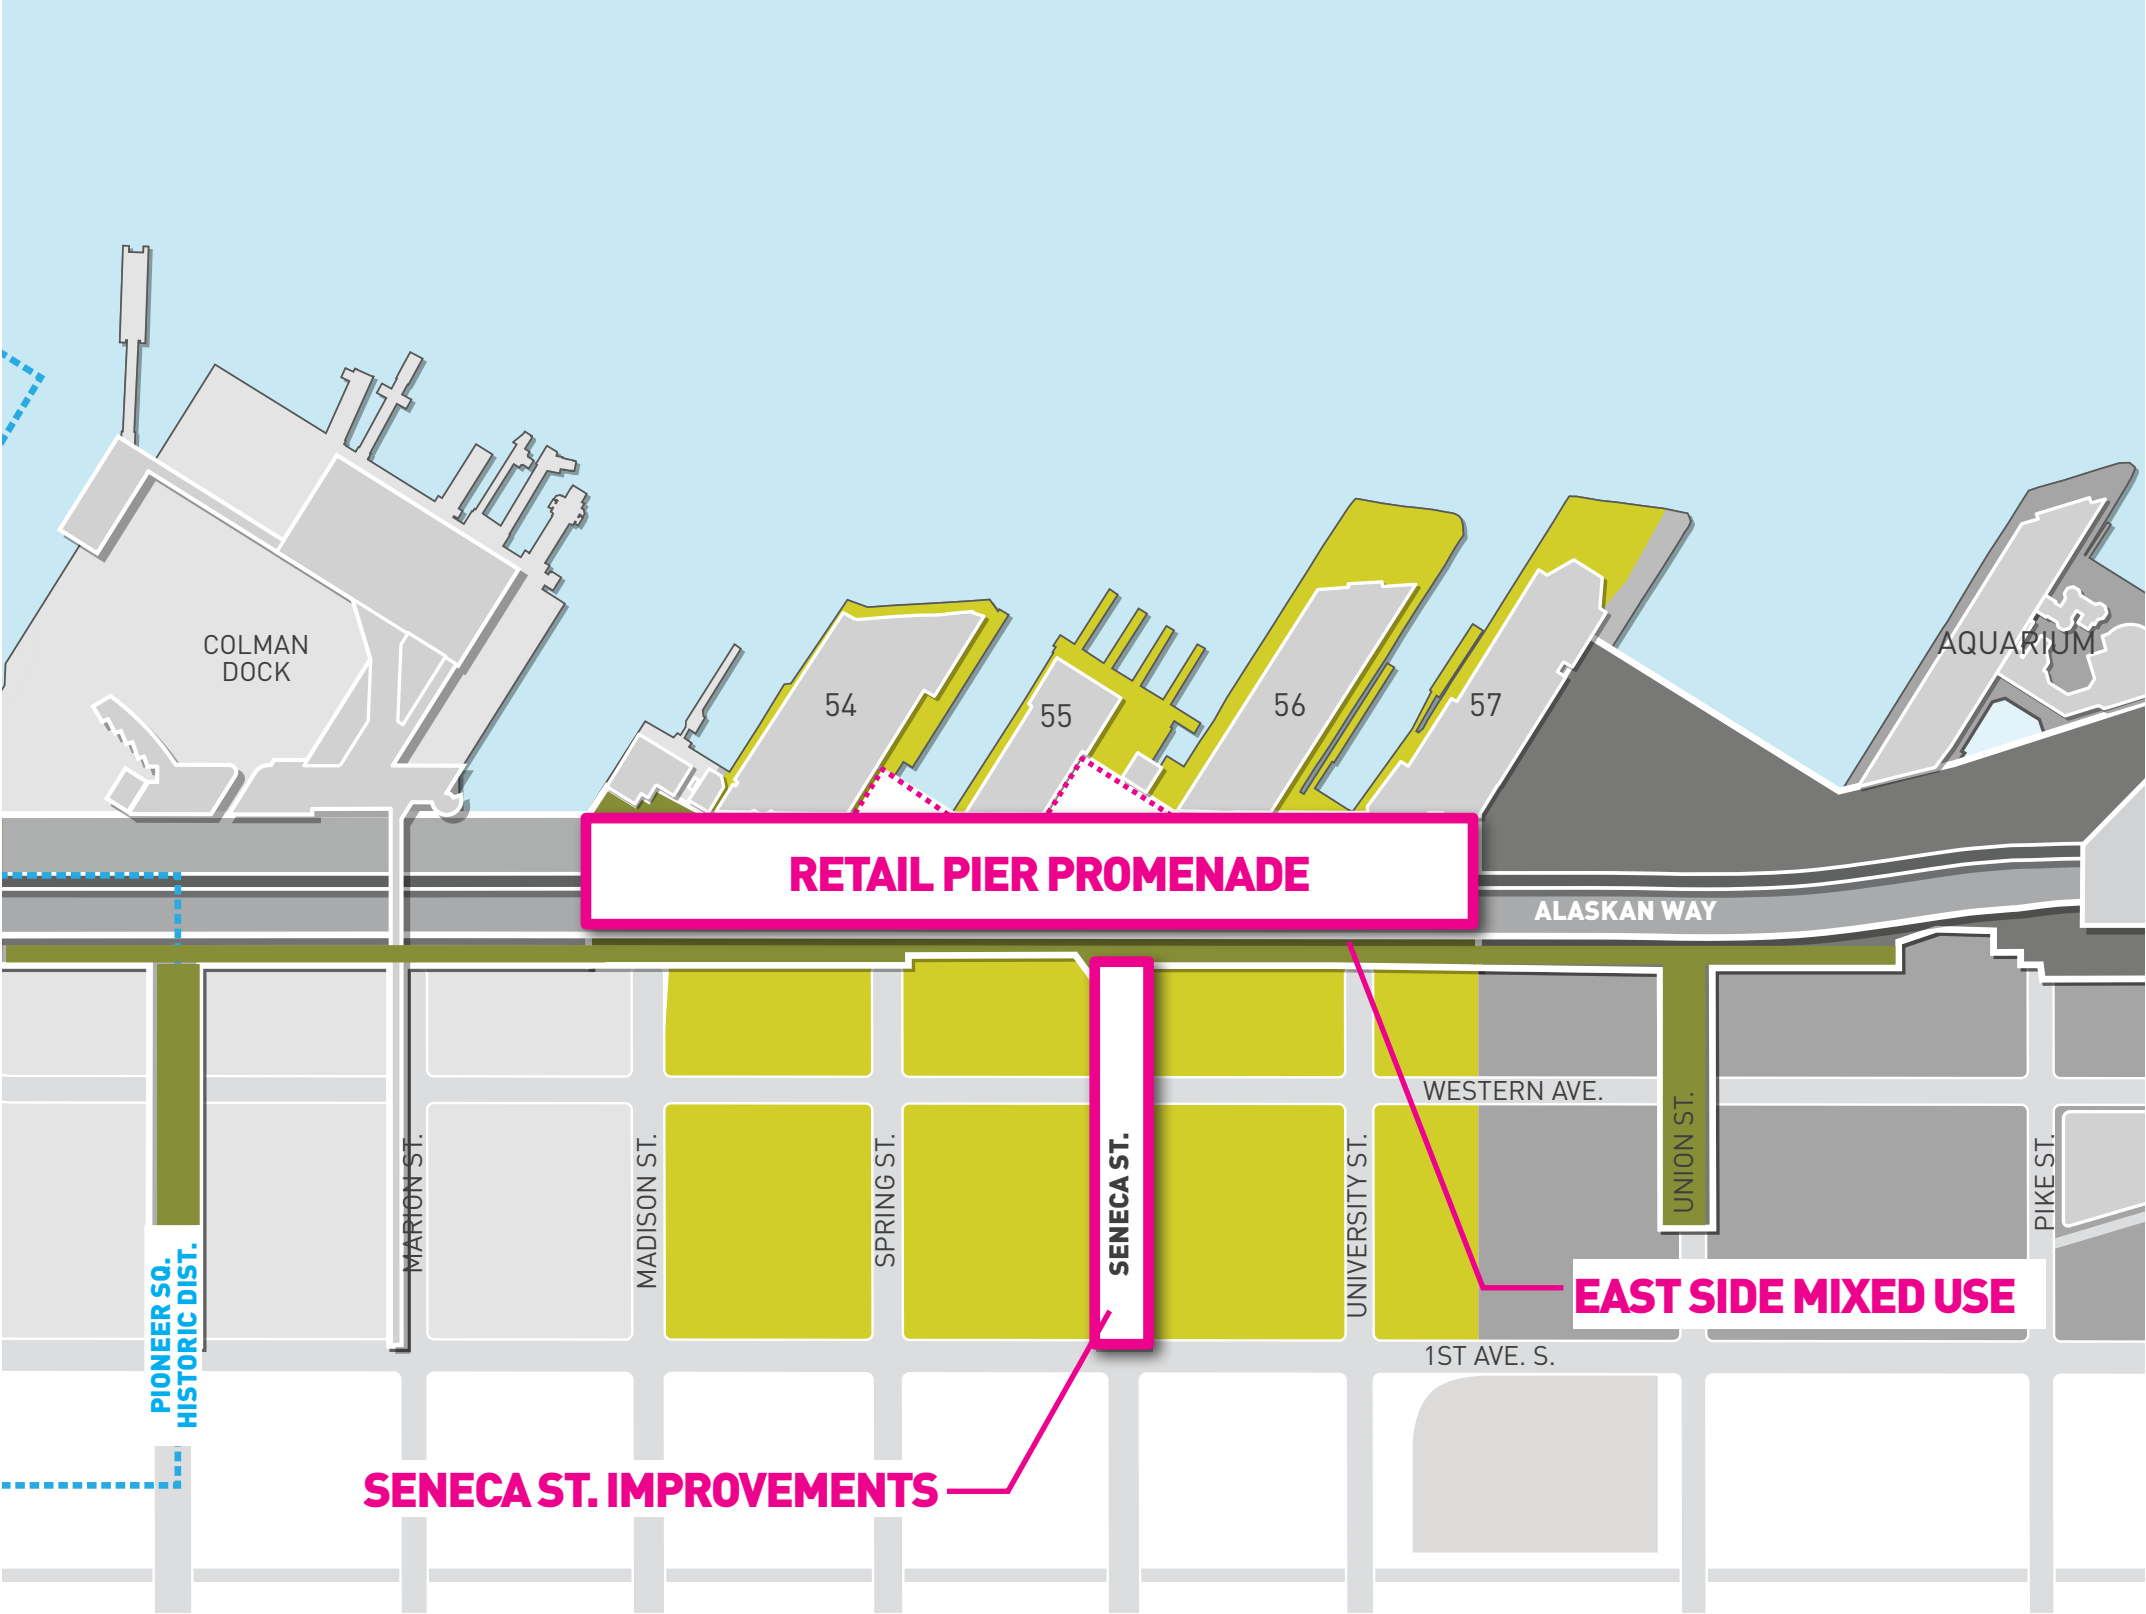 COLMAN
DOCK
AQUARIUM
54
55
56
57
RETAIL PIER PROMENADE
ALASKAN WAY
WESTERN AVE.
MARION ST.
MADISON ST.
SPRING ST.
SENECA ST.
UNIVERSITY ST.
UNION ST.
PIKE ST.
PIONEER SQ.
HISTORIC DIST.
EAST SIDE MIXED USE
1ST AVE. S.
SENECA ST. IMPROVEMENTS